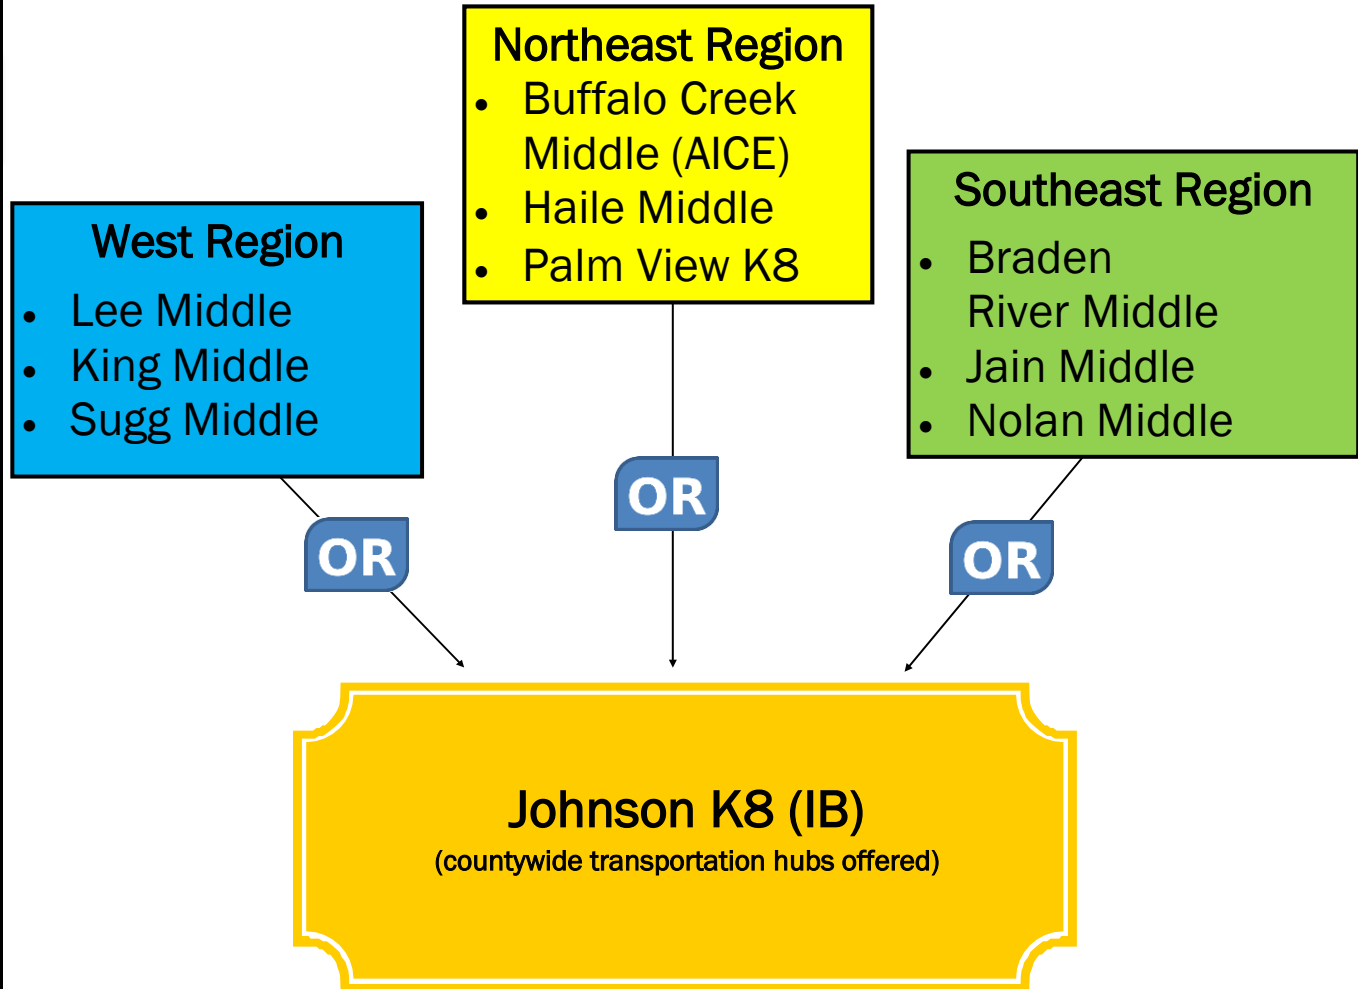 Northeast Region
• Buffalo Creek
Middle (AICE)
• Haile Middle
• Palm View K8
Southeast Region
• Braden
River Middle
• Jain Middle
• Nolan Middle
West Region
• Lee Middle
• King Middle
• Sugg Middle
OR
OR
OR
Johnson K8 (IB)
(countywide transportation hubs offered)